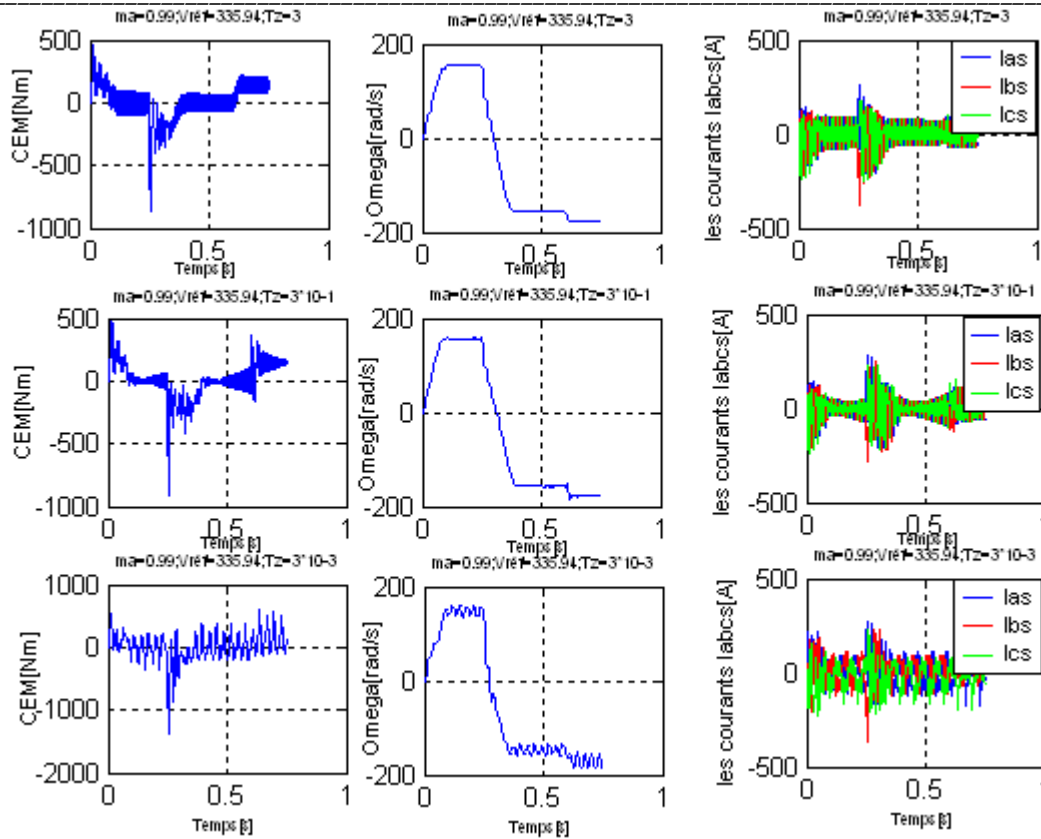 ma=0.99;Vréf=335.94;Tz=3
ma=0.99;Vréf=335.94;Tz=3
ma=0.99;Vréf=335.94;Tz=3
CEM[Nm]
500
0
-500
-1000
0
0.5
1
Temps[s]
Omega[rad/s]
200
0
-200
0
0.5
1
Temps[s]
les courants Iabcs[A]
500
0
-500
0
0.5
1
Temps[s]
Ias
Ibs
Ics
ma=0.99;Vréf=335.94;Tz=3*10-1
ma=0.99;Vréf=335.94;Tz=3*10-1
ma=0.99;Vréf=335.94;Tz=3*10-1
CEM[Nm]
500
0
-500
-1000
0
0.5
1
Temps[s]
Omega[rad/s]
200
0
-200
0
0.5
1
Temps[s]
les courants Iabcs[A]
500
0
-500
0
0.5
1
Temps[s]
Ias
Ibs
Ics
ma=0.99;Vréf=335.94;Tz=3*10-3
ma=0.99;Vréf=335.94;Tz=3*10-3
ma=0.99;Vréf=335.94;Tz=3*10-3
CEM[Nm]
1000
0
-1000
-2000
0
0.5
1
Temps[s]
Omega[rad/s]
200
0
-200
0
0.5
1
Temps[s]
les courants Iabcs[A]
500
0
-500
0
0.5
1
Temps[s]
Ias
Ibs
Ics